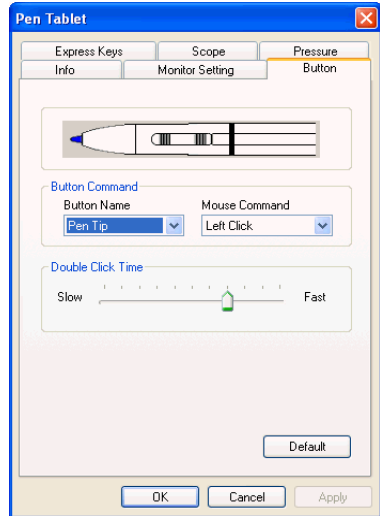 Pen Tablet
Express Keys Scope Pressure
Info Monitor Setting Button
Button Command
Button Name Mouse Command
Pen Tip Left Click
Double Click Time
Slow Fast
Default
OK Cancel Apply